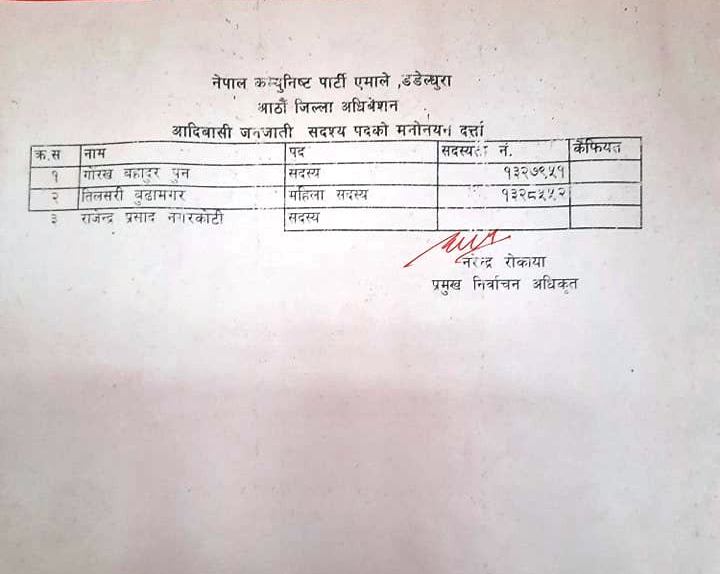 नेपाल कम्युनिष्ट पार्टी एमाले ,डडेल्धुरा
आठौं जिल्ला अधिबेशन
आदिबासी जनजाती सदश्य पदको मनोनयन दर्त्ता
क्र.स नाम पद सदस्यता नं. कैफियत
१ गोरख बहादुर पुन सदस्य १३२७९५१
२ तिलसरी बुढामगर महिला सदस्य १३२८५५२
३ राजेन्द्र प्रसाद नगरकोटी सदस्य
नरेन्द्र रोकाया
प्रमुख निर्वाचन अधिकृत